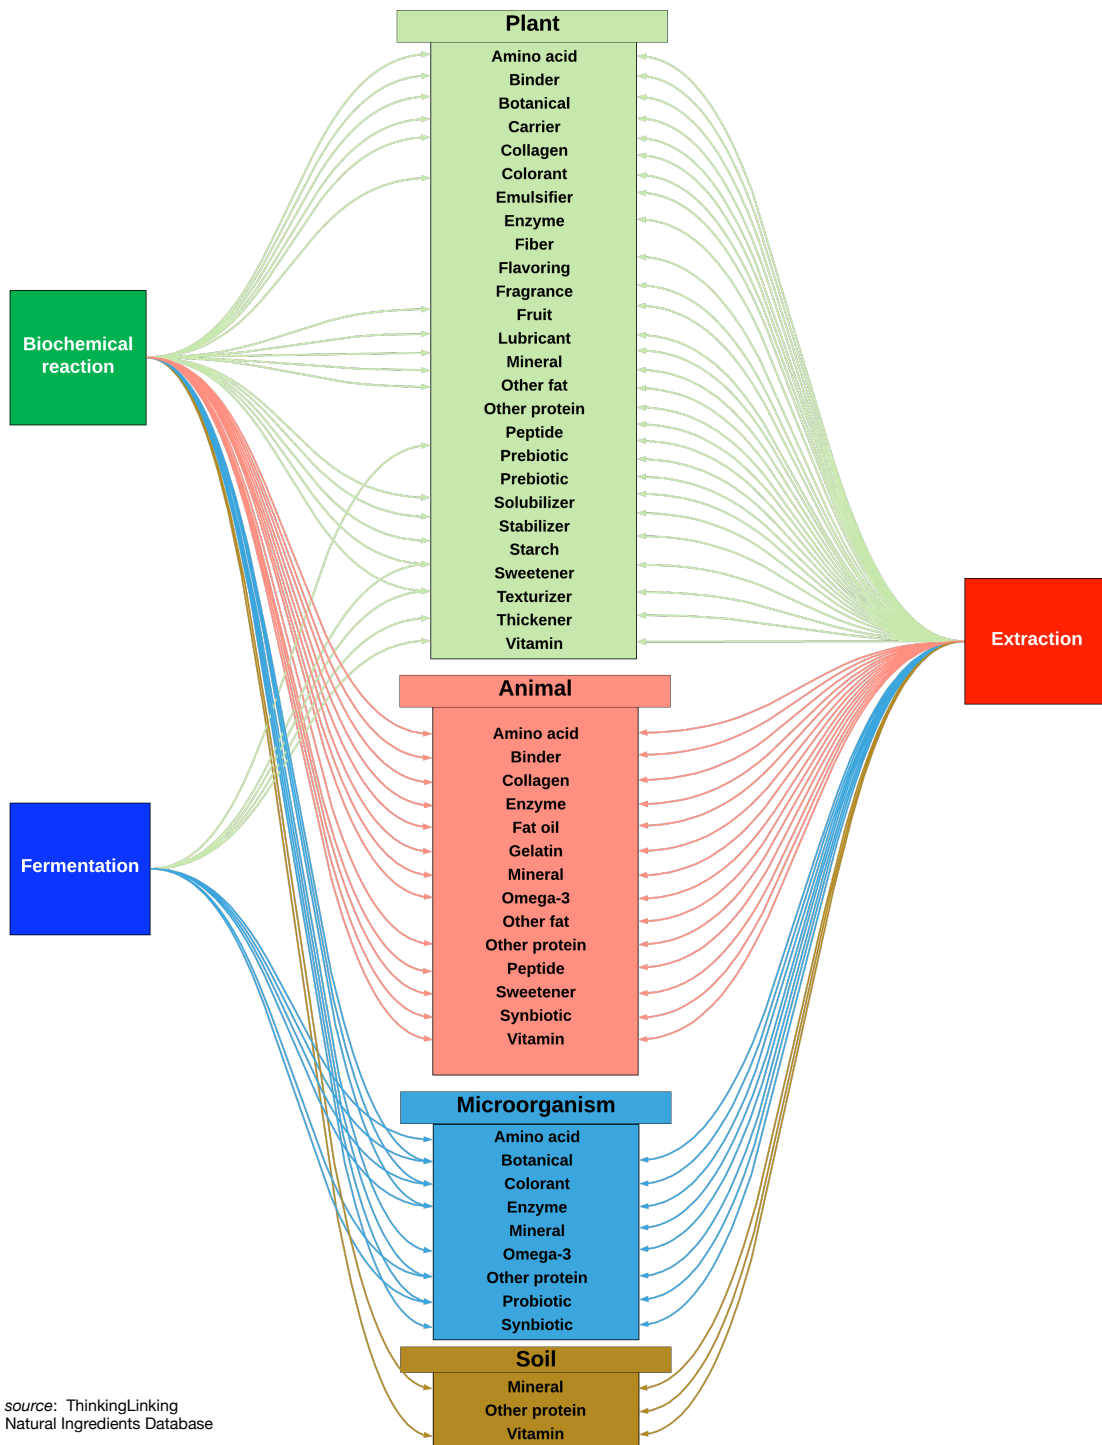 Plant
Amino acid
Binder
Botanical
Carrier
Collagen
Colorant
Emulsifier
Enzyme
Fiber
Flavoring
Fragrance
Fruit
Lubricant
Mineral
Other fat
Other protein
Peptide
Prebiotic
Prebiotic
Solubilizer
Stabilizer
Starch
Sweetener
Texturizer
Thickener
Vitamin
Biochemical
reaction
Fermentation
Extraction
Animal
Amino acid
Binder
Collagen
Enzyme
Fat oil
Gelatin
Mineral
Omega-3
Other fat
Other protein
Peptide
Sweetener
Synbiotic
Vitamin
Microorganism
Amino acid
Botanical
Colorant
Enzyme
Mineral
Omega-3
Other protein
Probiotic
Synbiotic
Soil
Mineral
Other protein
Vitamin
source: ThinkingLinking
Natural Ingredients Database